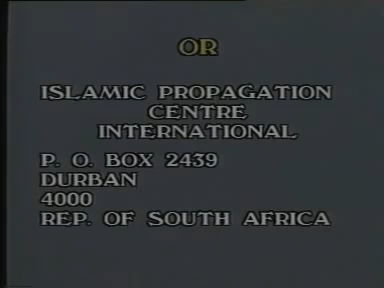 OR
ISLAMIC PROPAGATION
CENTRE
INTERNATIONAL
P. O. BOX 2439
DURBAN
4000
REP. OF SOUTH AFRICA